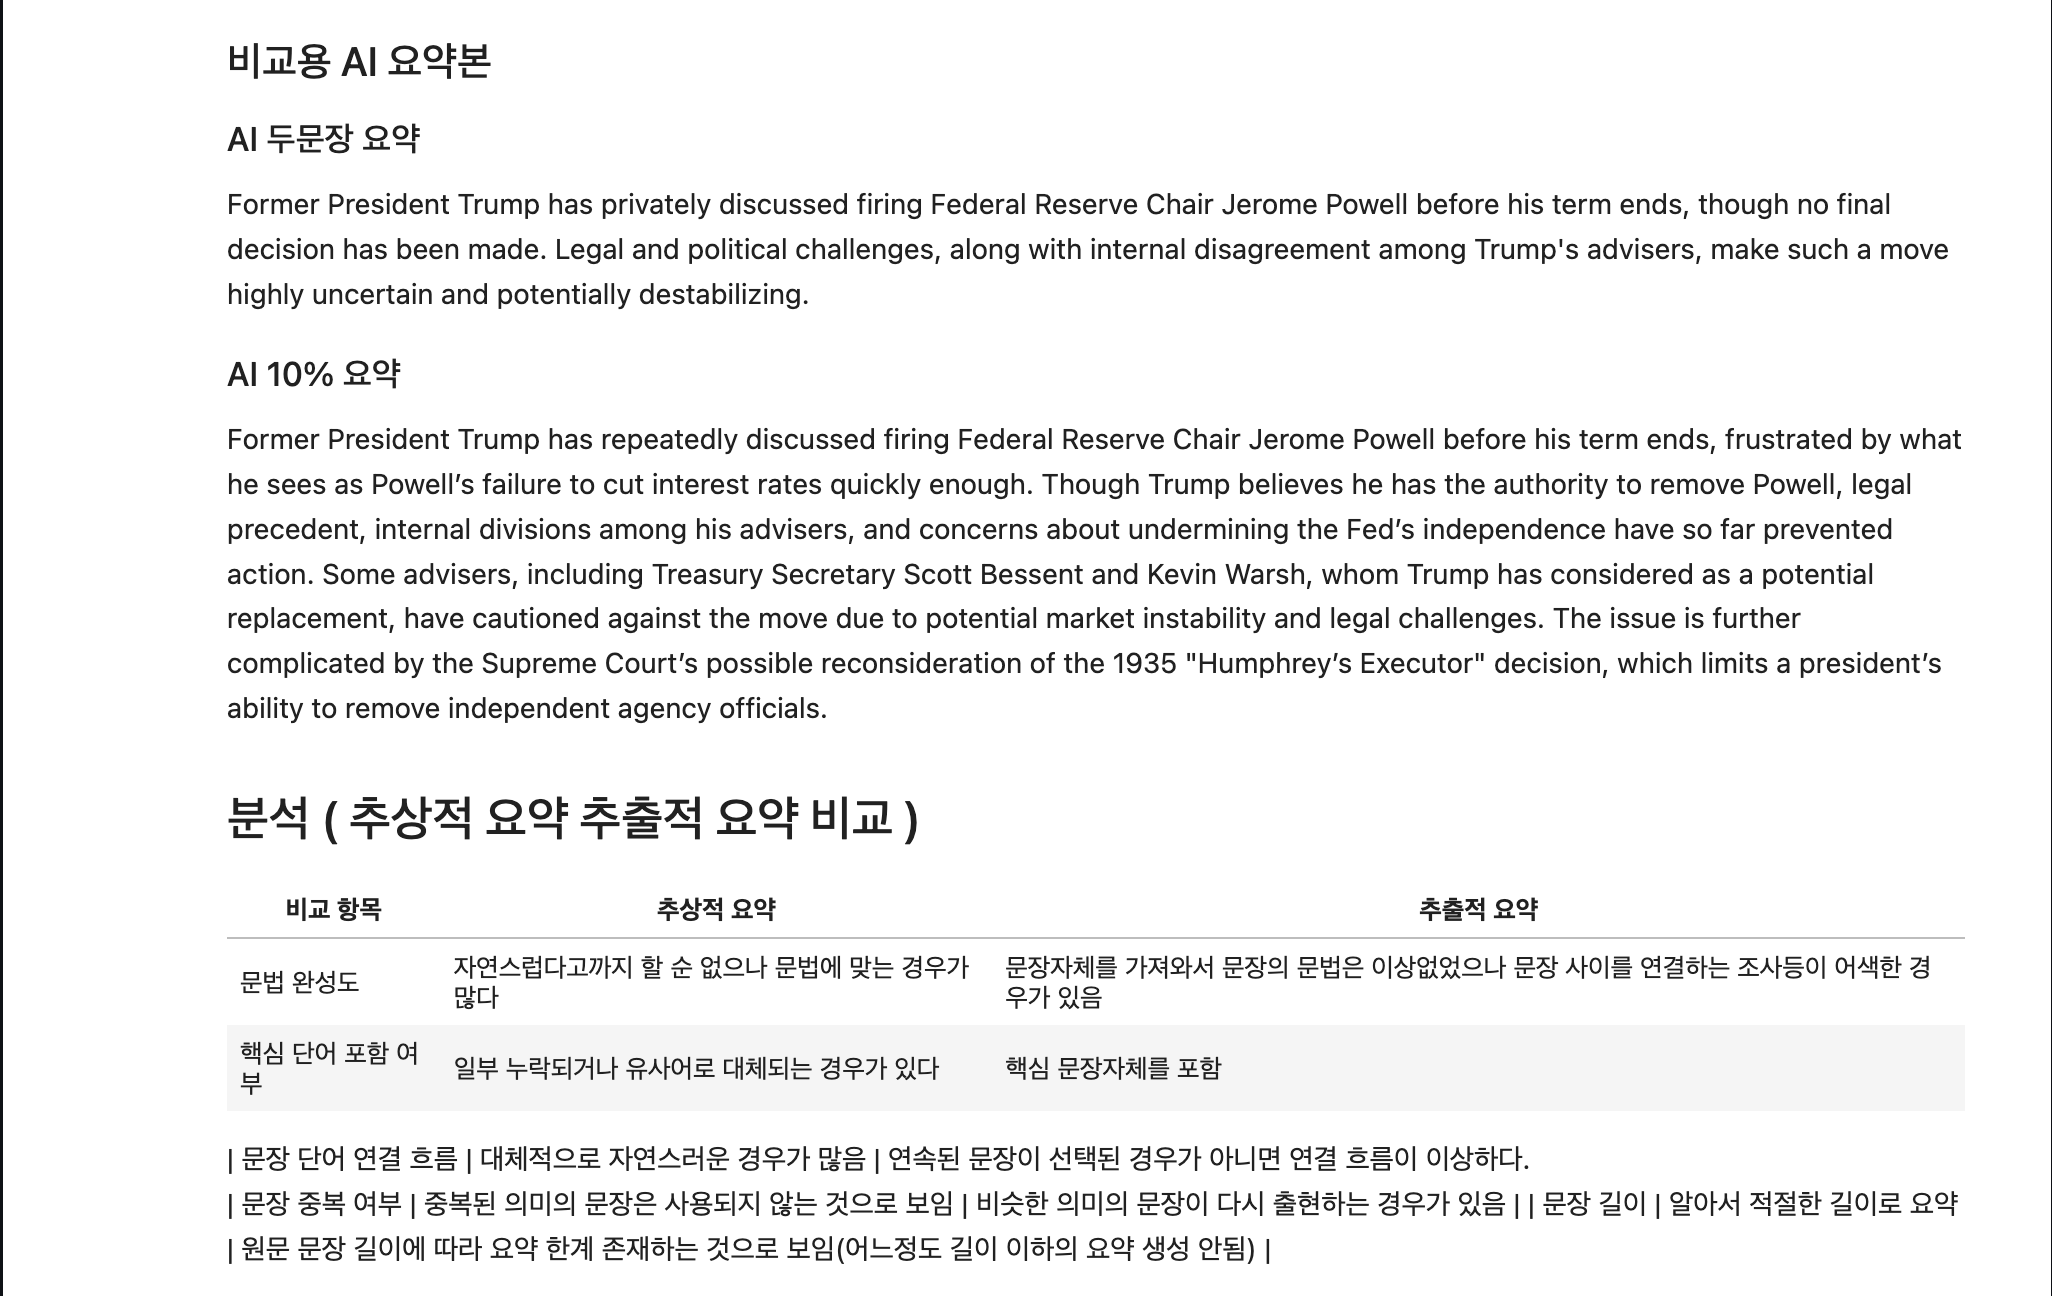 비교용 AI 요약본
AI 두문장 요약
Former President Trump has privately discussed firing Federal Reserve Chair Jerome Powell before his term ends, though no final
decision has been made. Legal and political challenges, along with internal disagreement among Trump's advisers, make such a move
highly uncertain and potentially destabilizing.
AI 10% 요약
Former President Trump has repeatedly discussed firing Federal Reserve Chair Jerome Powell before his term ends, frustrated by what
he sees as Powell’s failure to cut interest rates quickly enough. Though Trump believes he has the authority to remove Powell, legal
precedent, internal divisions among his advisers, and concerns about undermining the Fed’s independence have so far prevented
action. Some advisers, including Treasury Secretary Scott Bessent and Kevin Warsh, whom Trump has considered as a potential
replacement, have cautioned against the move due to potential market instability and legal challenges. The issue is further
complicated by the Supreme Court’s possible reconsideration of the 1935 "Humphrey’s Executor" decision, which limits a president’s
ability to remove independent agency officials.
분석 ( 추상적 요약 추출적 요약 비교 )
비교 항목 추상적 요약 추출적 요약
문법 완성도
자연스럽다고까지 할 순 없으나 문법에 맞는 경우가
많다
문장자체를 가져와서 문장의 문법은 이상없었으나 문장 사이를 연결하는 조사등이 어색한 경
우가 있음
핵심 단어 포함 여
부
일부 누락되거나 유사어로 대체되는 경우가 있다
핵심 문장자체를 포함
| 문장 단어 연결 흐름 | 대체적으로 자연스러운 경우가 많음 | 연속된 문장이 선택된 경우가 아니면 연결 흐름이 이상하다.
| 문장 중복 여부 | 중복된 의미의 문장은 사용되지 않는 것으로 보임 | 비슷한 의미의 문장이 다시 출현하는 경우가 있음 | | 문장 길이 | 알아서 적절한 길이로 요약
| 원문 문장 길이에 따라 요약 한계 존재하는 것으로 보임(어느정도 길이 이하의 요약 생성 안됨) |